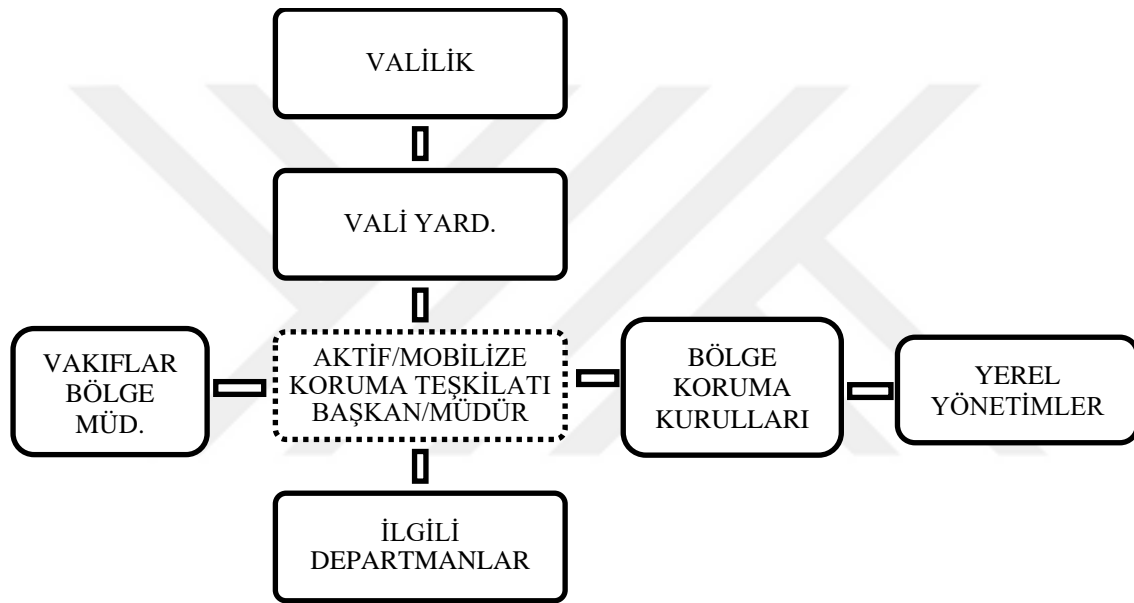 VALİLİK
VALİ YARD.
VAKIFLAR
BÖLGE
MÜD.
AKTİF/MOBİLİZE
KORUMA TEŞKİLATI
BAŞKAN/MÜDÜR
BÖLGE
KORUMA
KURULLARI
YEREL
YÖNETİMLER
İLGİLİ
DEPARTMANLAR